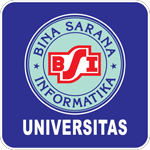 BINA SARANA
BSI
INFORMATIKA
UNIVERSITAS